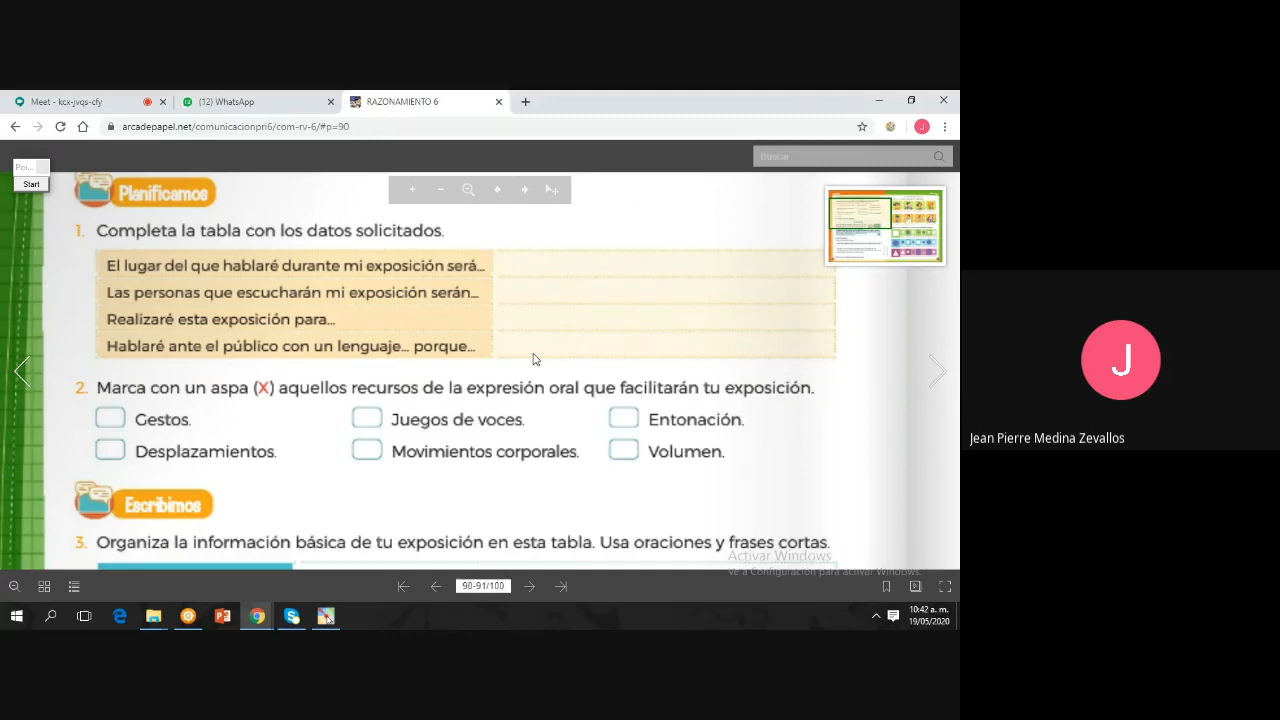 Meet - kcx-jvqs-cfy
(12) WhatsApp
RAZONAMIENTO 6
arcadepapel.net/comunicacionpri6/com-rv-6/#p=90
J
Poi...
Start
Buscar
Planificamos
1. Completa la tabla con los datos solicitados.
El lugar del que hablaré durante mi exposición será...
Las personas que escucharán mi exposición serán...
Realizaré esta exposición para...
Hablaré ante el público con un lenguaje... porque...
2. Marca con un aspa (X) aquellos recursos de la expresión oral que facilitarán tu exposición.
Gestos. Juegos de voces. Entonación.
Desplazamientos. Movimientos corporales. Volumen.
Escribimos
3. Organiza la información básica de tu exposición en esta tabla. Usa oraciones y frases cortas.
Activar Windows
Ve a Configuración para activar Windows.
90-91/100
10:42 a. m.
19/05/2020
J
Jean Pierre Medina Zevallos